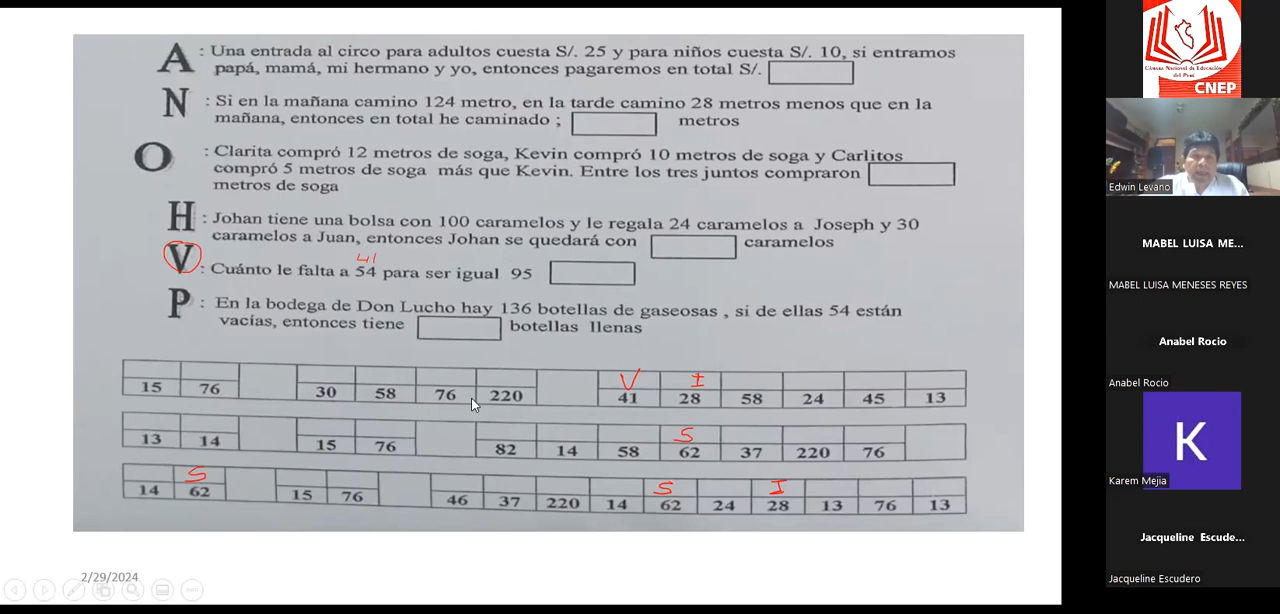 A : Una entrada al circo para adultos cuesta S/. 25 y para niños cuesta S/. 10, si entramos
papá, mamá, mi hermano y yo, entonces pagaremos en total S/.
N : Si en la mañana camino 124 metro, en la tarde camino 28 metros menos que en la
mañana, entonces en total he caminado ; metros
O : Clarita compró 12 metros de soga, Kevin compró 10 metros de soga y Carlitos
compró 5 metros de soga más que Kevin. Entre los tres juntos compraron
metros de soga
H : Johan tiene una bolsa con 100 caramelos y le regala 24 caramelos a Joseph y 30
caramelos a Juan, entonces Johan se quedará con caramelos
41
V : Cuánto le falta a 54 para ser igual 95
P : En la bodega de Don Lucho hay 136 botellas de gaseosas , si de ellas 54 están
vacías, entonces tiene botellas llenas
V I
15 76 30 58 76 220 41 28 58 24 45 13
S
13 14 15 76 82 14 58 62 37 220 76
S S I
14 62 15 76 46 37 220 14 62 24 28 13 76 13
2/29/2024
Cámara Nacional de Educación
del Perú
CNEP
Edwin Levano
MABEL LUISA ME...
MABEL LUISA MENESES REYES
Anabel Rocio
Anabel Rocio
K
Karem Mejia
Jacqueline Escude...
Jacqueline Escudero